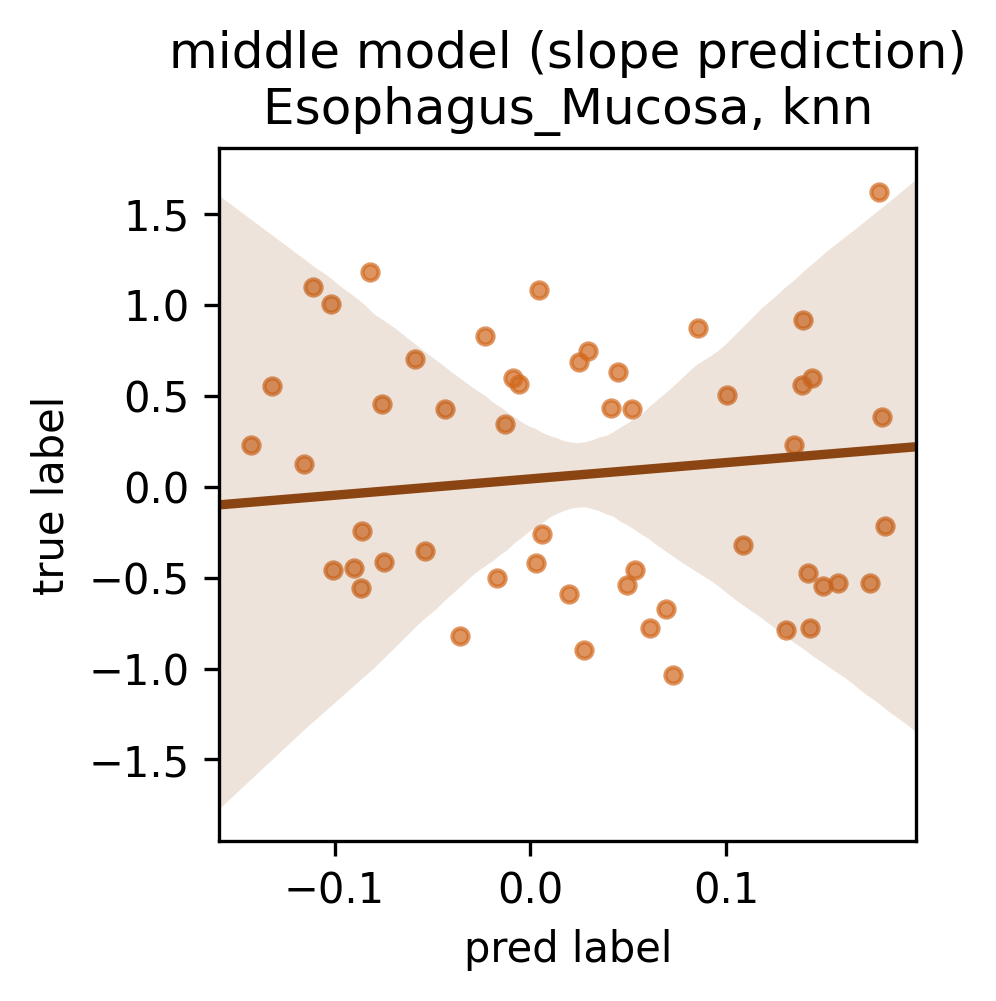 middle model (slope prediction)
Esophagus_Mucosa, knn
1.5
1.0
0.5
0.0
−0.5
−1.0
−1.5
true label
−0.1
0.0
0.1
pred label